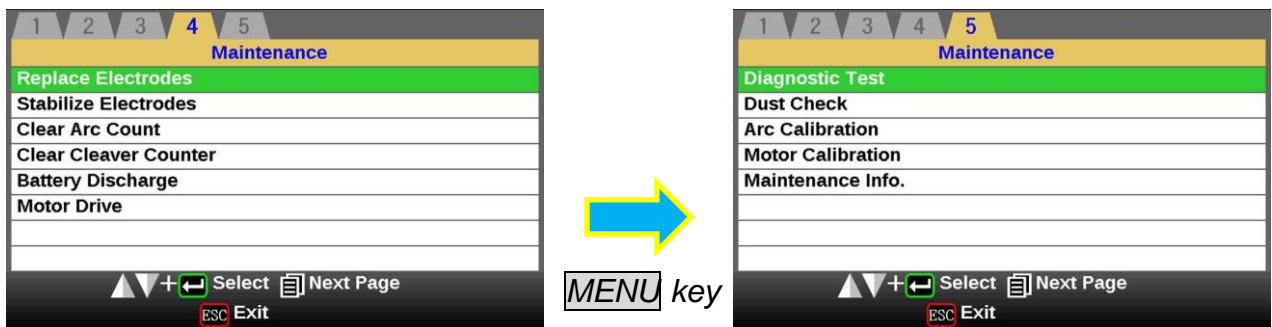 1 2 3 4 5
Maintenance
Replace Electrodes
Stabilize Electrodes
Clear Arc Count
Clear Cleaver Counter
Battery Discharge
Motor Drive
+ Select Next Page
ESC Exit
MENU key
1 2 3 4 5
Maintenance
Diagnostic Test
Dust Check
Arc Calibration
Motor Calibration
Maintenance Info.
+ Select Next Page
ESC Exit